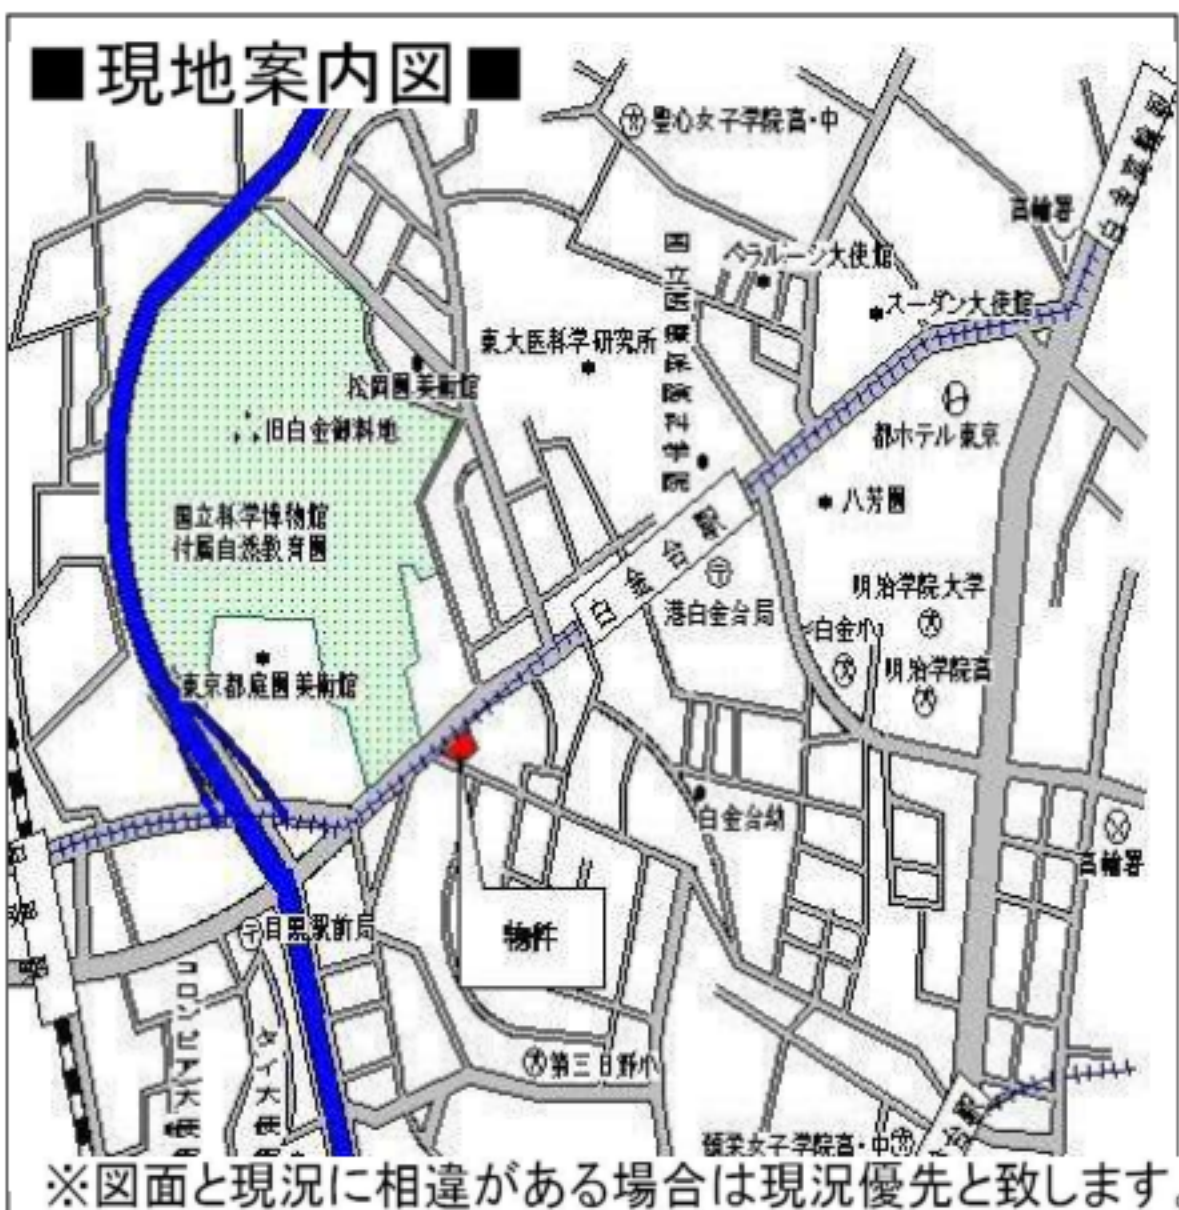 ■現地案内図■
聖心女子学院高・中
白金高輪駅
高輪署
国立医療保険科学院
ベラルーシ大使館
スーダン大使館
東大医科学研究所
松岡園美術館
旧白金御料地
都ホテル東京
八芳園
国立科学博物館
付属自然教育園
白金台駅
港白金台局
明治学院大学
白金小
明治学院高
東京都庭園美術館
白金台幼
高輪署
目黒駅前局
物件
コロンビア大使館
タイ大使館
第三日野小
頌栄女子学院高・中
※図面と現況に相違がある場合は現況優先と致します。